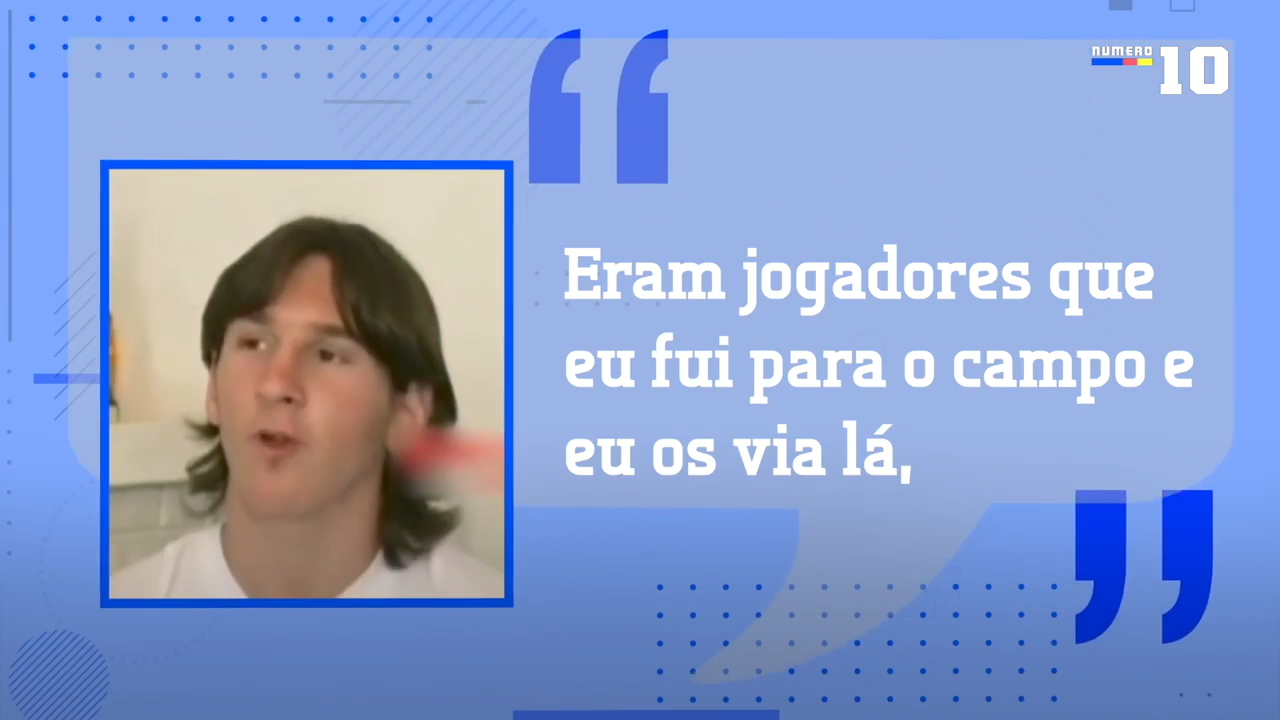 NUMERO
10
Eram jogadores que
eu fui para o campo e
eu os via lá,